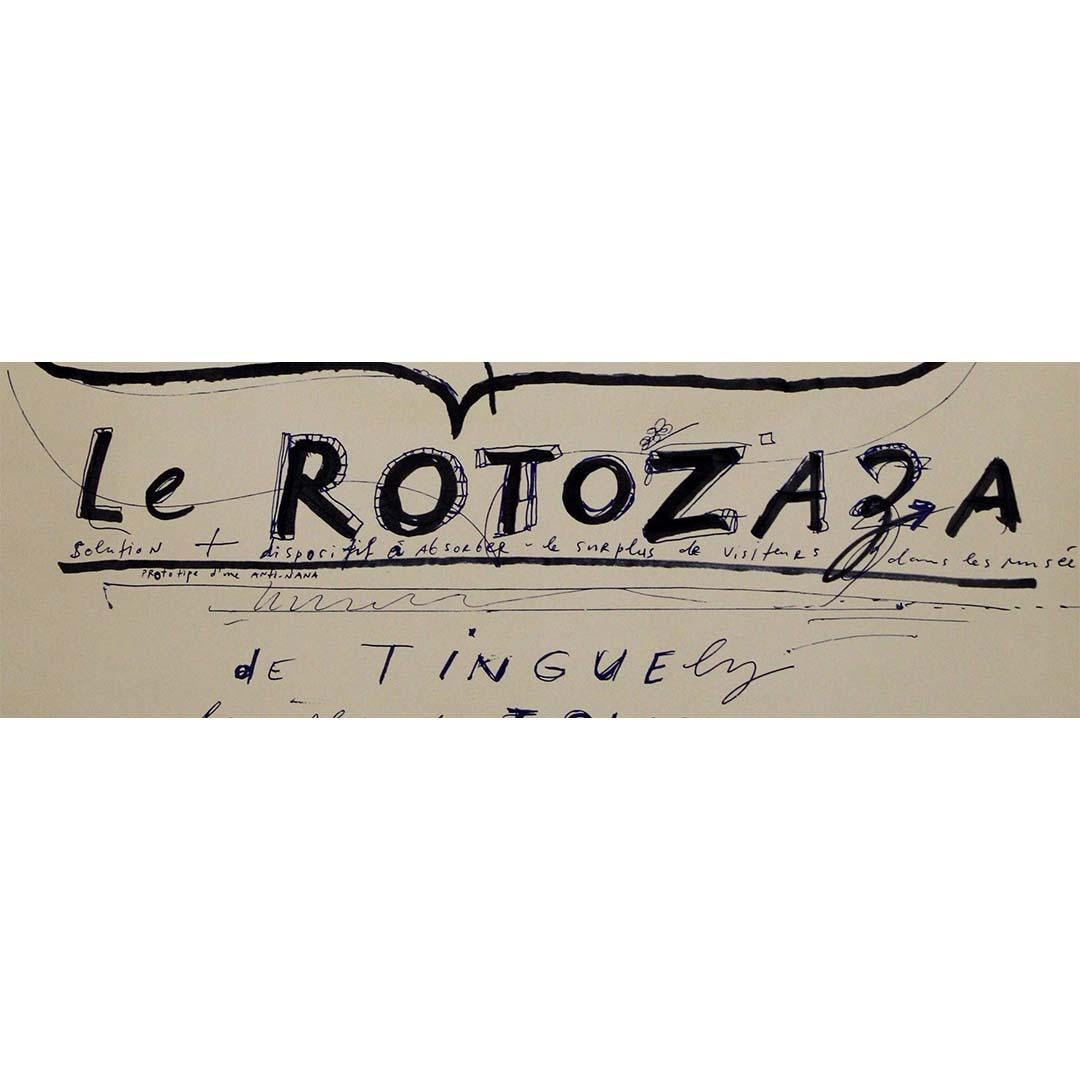 Le ROTOZAZA
Solution + dispositif à AbSORBER - le surplus de Visiteurs dans les musée
PRototipe d'une ANTI-NANA
de TINGUEly